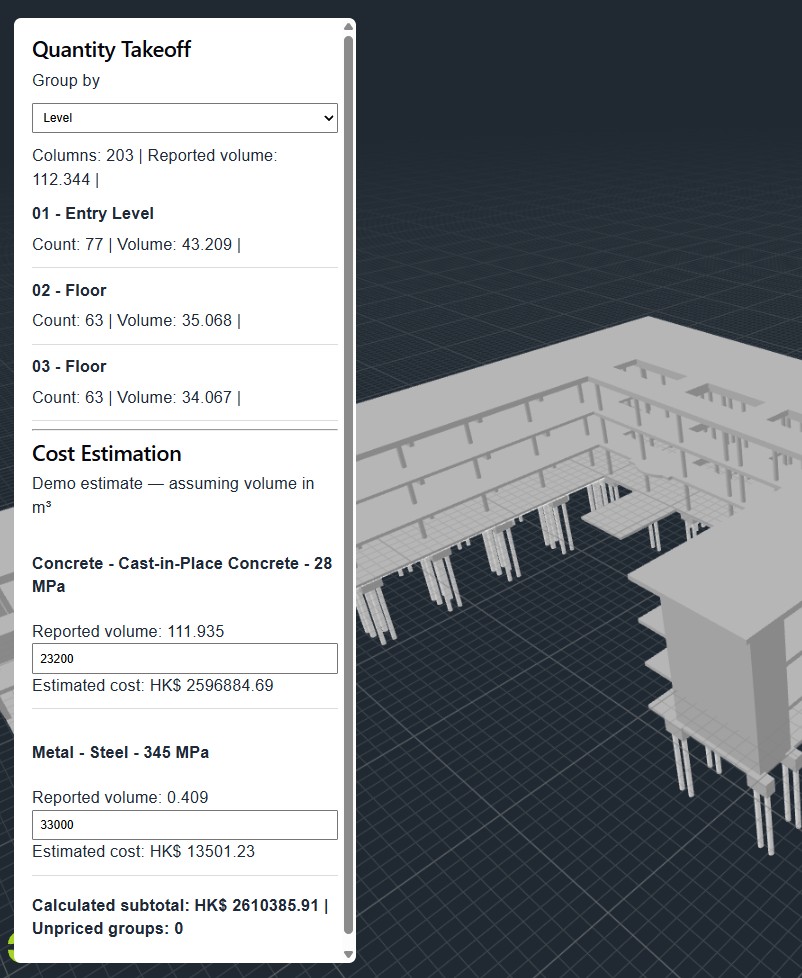 Quantity Takeoff
Group by
Level
Columns: 203 | Reported volume:
112.344 |
01 - Entry Level
Count: 77 | Volume: 43.209 |
02 - Floor
Count: 63 | Volume: 35.068 |
03 - Floor
Count: 63 | Volume: 34.067 |
Cost Estimation
Demo estimate — assuming volume in
m³
Concrete - Cast-in-Place Concrete - 28
MPa
Reported volume: 111.935
23200
Estimated cost: HK$ 2596884.69
Metal - Steel - 345 MPa
Reported volume: 0.409
33000
Estimated cost: HK$ 13501.23
Calculated subtotal: HK$ 2610385.91 |
Unpriced groups: 0